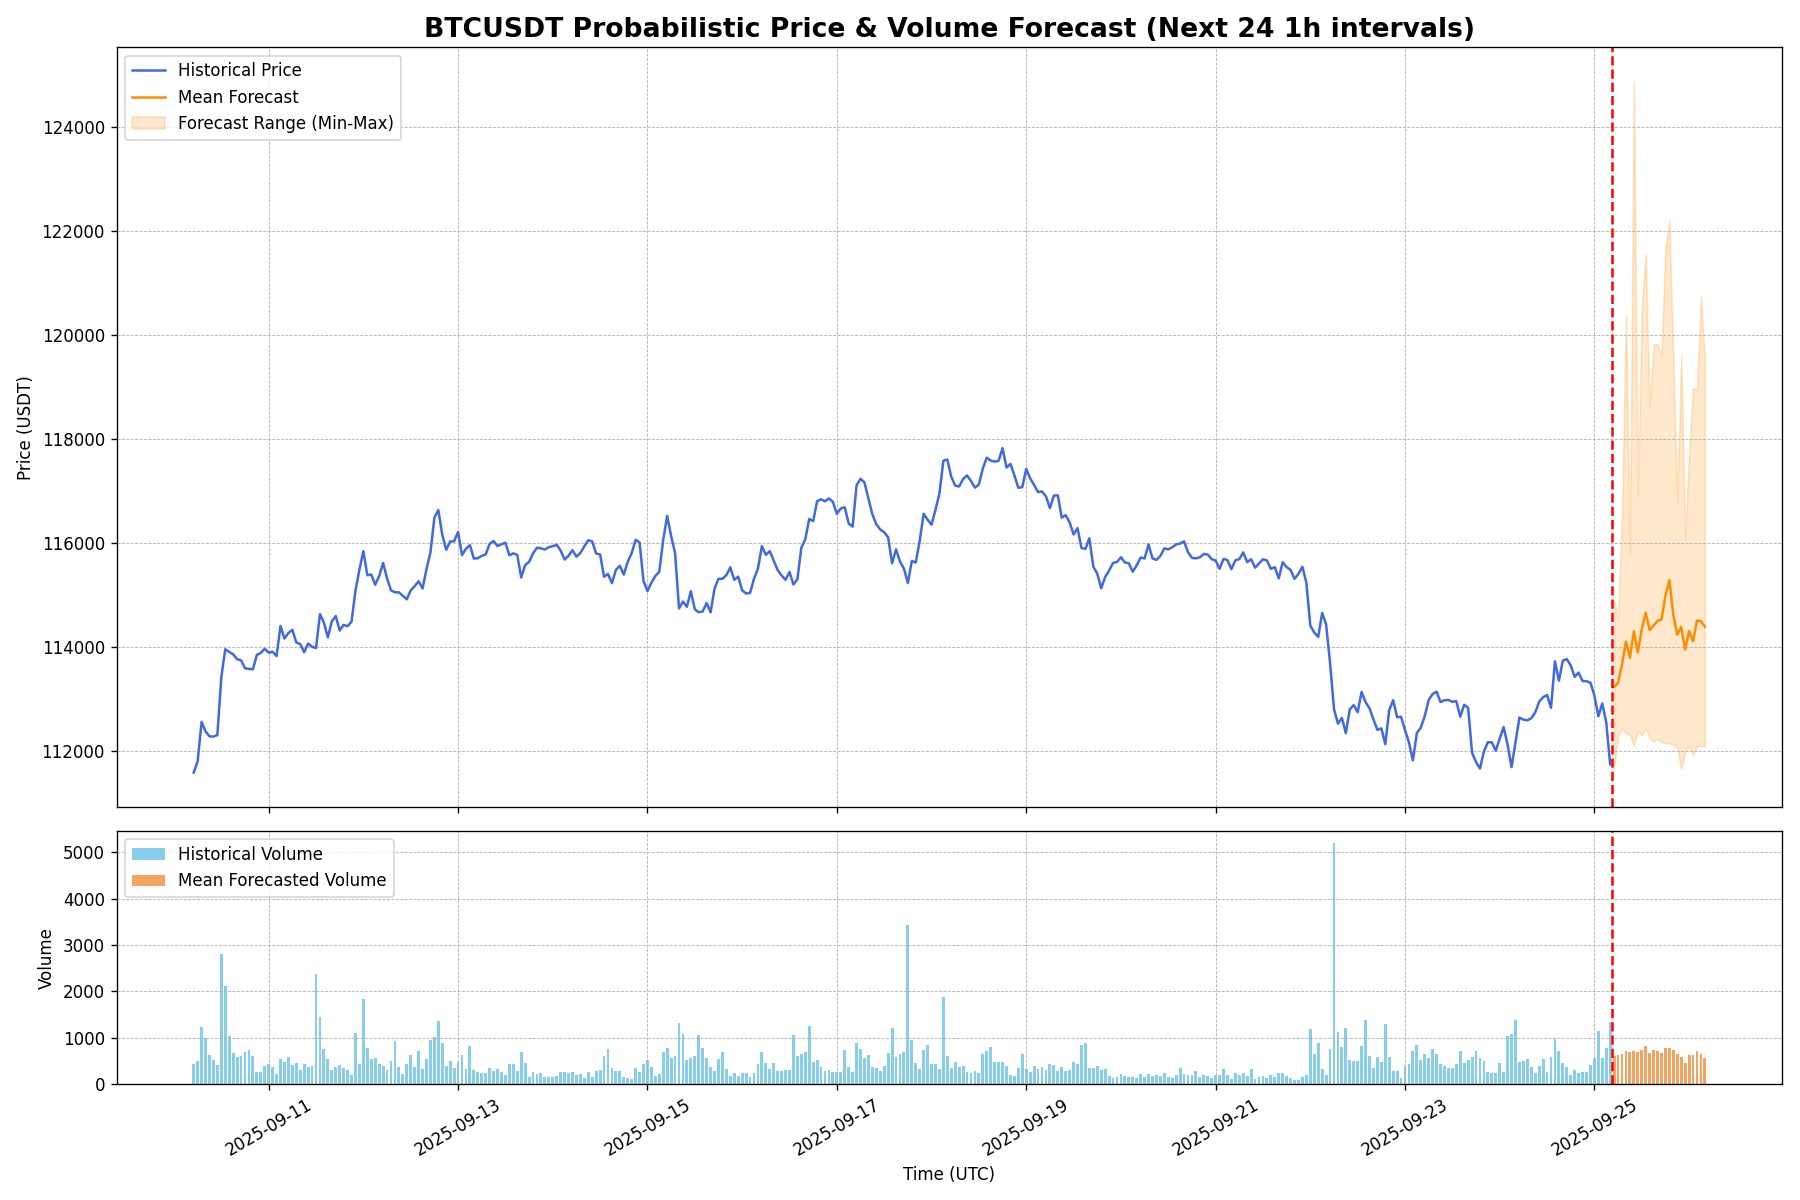 BTCUSDT Probabilistic Price & Volume Forecast (Next 24 1h intervals)
Historical Price
Mean Forecast
Forecast Range (Min-Max)
124000
122000
120000
118000
116000
114000
112000
Price (USDT)
Historical Volume
Mean Forecasted Volume
5000
4000
3000
2000
1000
0
Volume
2025-09-11
2025-09-13
2025-09-15
2025-09-17
2025-09-19
2025-09-21
2025-09-23
2025-09-25
Time (UTC)